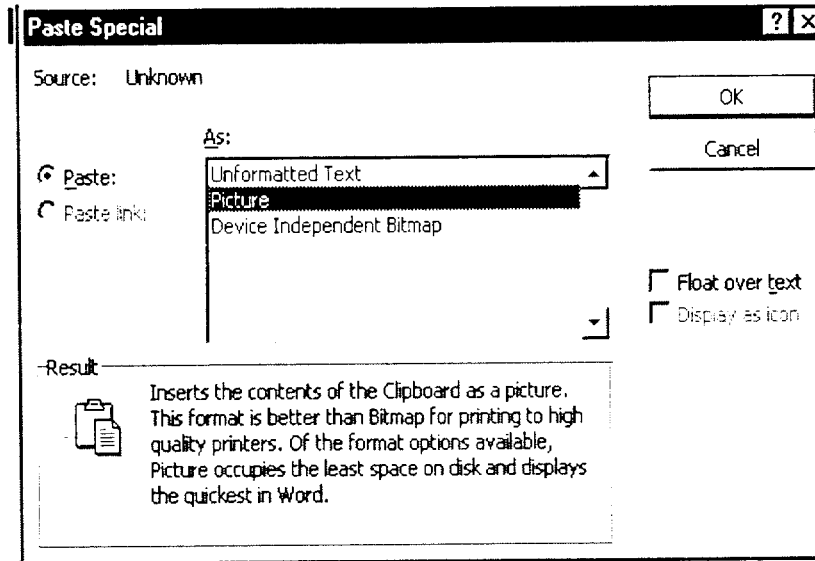 Paste Special
Source: Unknown
OK
Cancel
As:
Paste:
Paste link:
Unformatted Text
Picture
Device Independent Bitmap
Float over text
Display as icon
Result
Inserts the contents of the Clipboard as a picture.
This format is better than Bitmap for printing to high
quality printers. Of the format options available,
Picture occupies the least space on disk and displays
the quickest in Word.